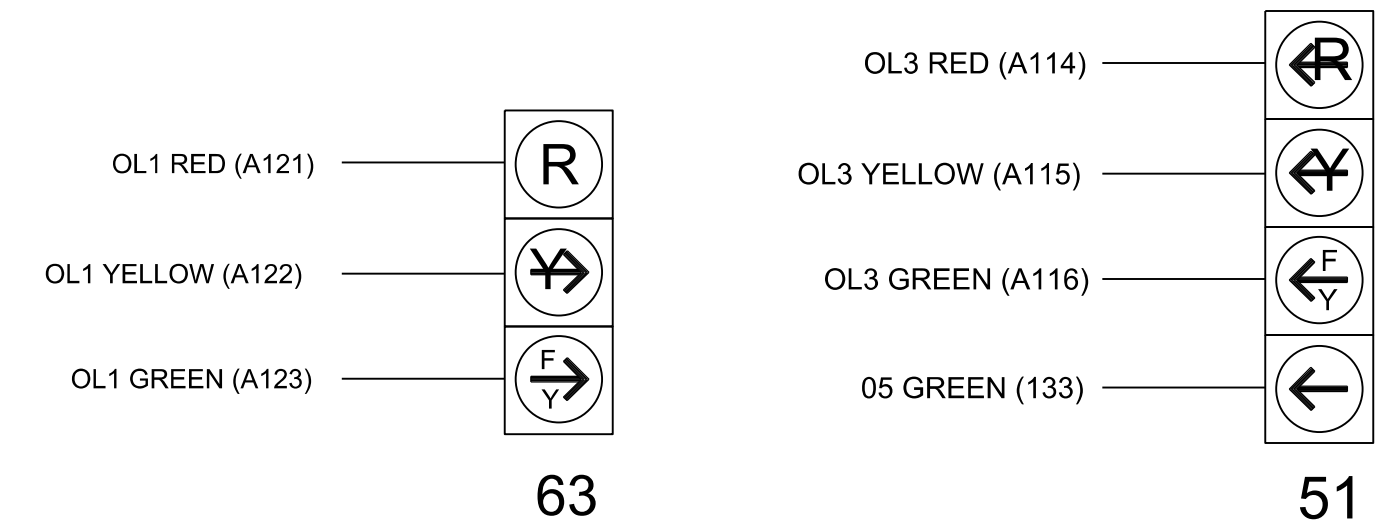 OL1 RED (A121)
R
OL1 YELLOW (A122)
Y
OL1 GREEN (A123)
F
Y
63
OL3 RED (A114)
R
OL3 YELLOW (A115)
Y
OL3 GREEN (A116)
F
Y
05 GREEN (133)
51